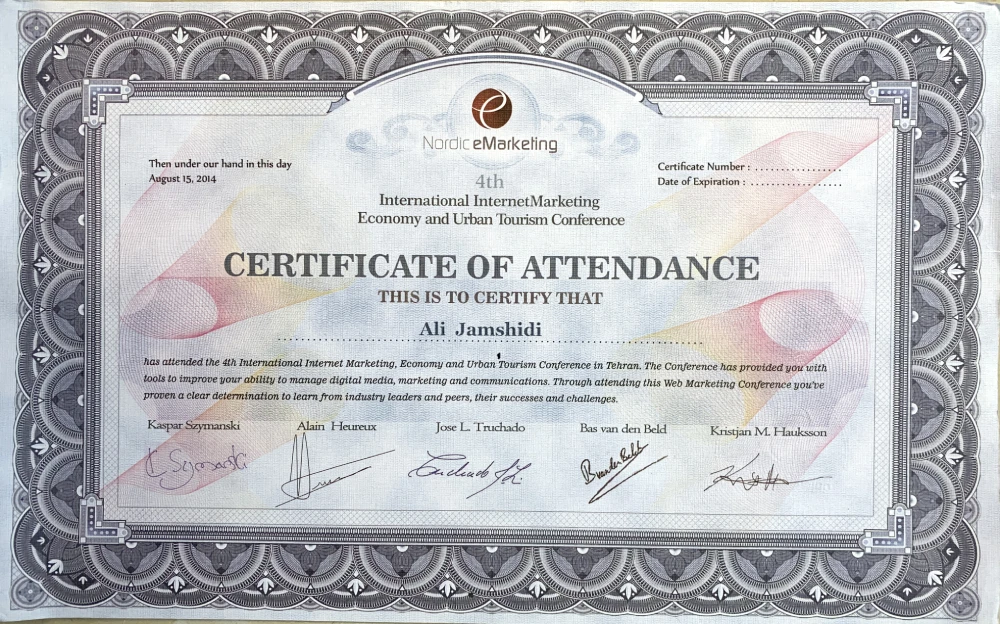 Nordic eMarketing
Then under our hand in this day
August 15, 2014
Certificate Number : ................
Date of Expiration : .................
4th
International InternetMarketing
Economy and Urban Tourism Conference
CERTIFICATE OF ATTENDANCE
THIS IS TO CERTIFY THAT
Ali Jamshidi
has attended the 4th International Internet Marketing, Economy and Urban Tourism Conference in Tehran. The Conference has provided you with
tools to improve your ability to manage digital media, marketing and communications. Through attending this Web Marketing Conference you've
proven a clear determination to learn from industry leaders and peers, their successes and challenges.
Kaspar Szymanski
Alain Heureux
Jose L. Truchado
Bas van den Beld
Kristjan M. Hauksson